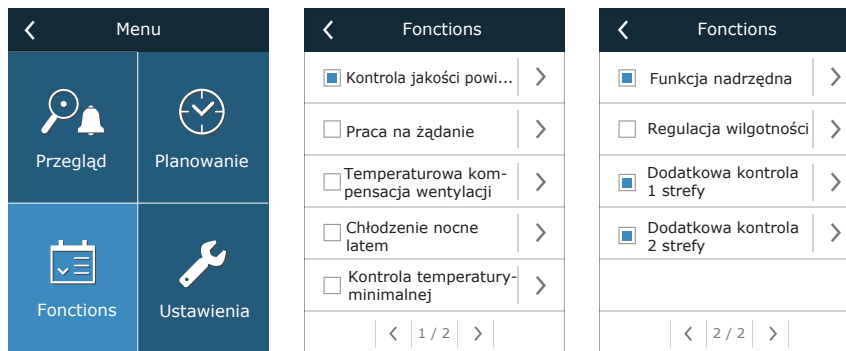 Menu
Przegląd
Planowanie
Fonctions
Ustawienia
Fonctions
Kontrola jakości powi...
Praca na żądanie
Temperaturowa kom-
pensacja wentylacji
Chłodzenie nocne
latem
Kontrola temperatury-
minimalnej
1 / 2
Fonctions
Funkcja nadrzędna
Regulacja wilgotności
Dodatkowa kontrola
1 strefy
Dodatkowa kontrola
2 strefy
2 / 2